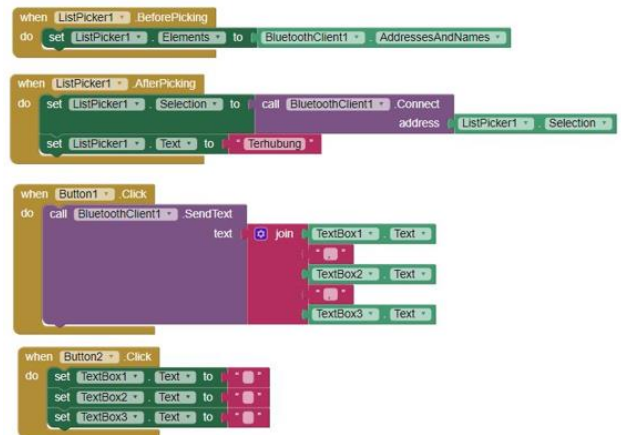 when ListPicker1 .BeforePicking
do set ListPicker1 . Elements to BluetoothClient1 . AddressesAndNames
when ListPicker1 .AfterPicking
do set ListPicker1 . Selection to call BluetoothClient1 .Connect
address ListPicker1 . Selection
set ListPicker1 . Text to " Terhubung "
when Button1 .Click
do call BluetoothClient1 .SendText
text join TextBox1 . Text
" , "
TextBox2 . Text
" , "
TextBox3 . Text
when Button2 .Click
do set TextBox1 . Text to " "
set TextBox2 . Text to " "
set TextBox3 . Text to " "